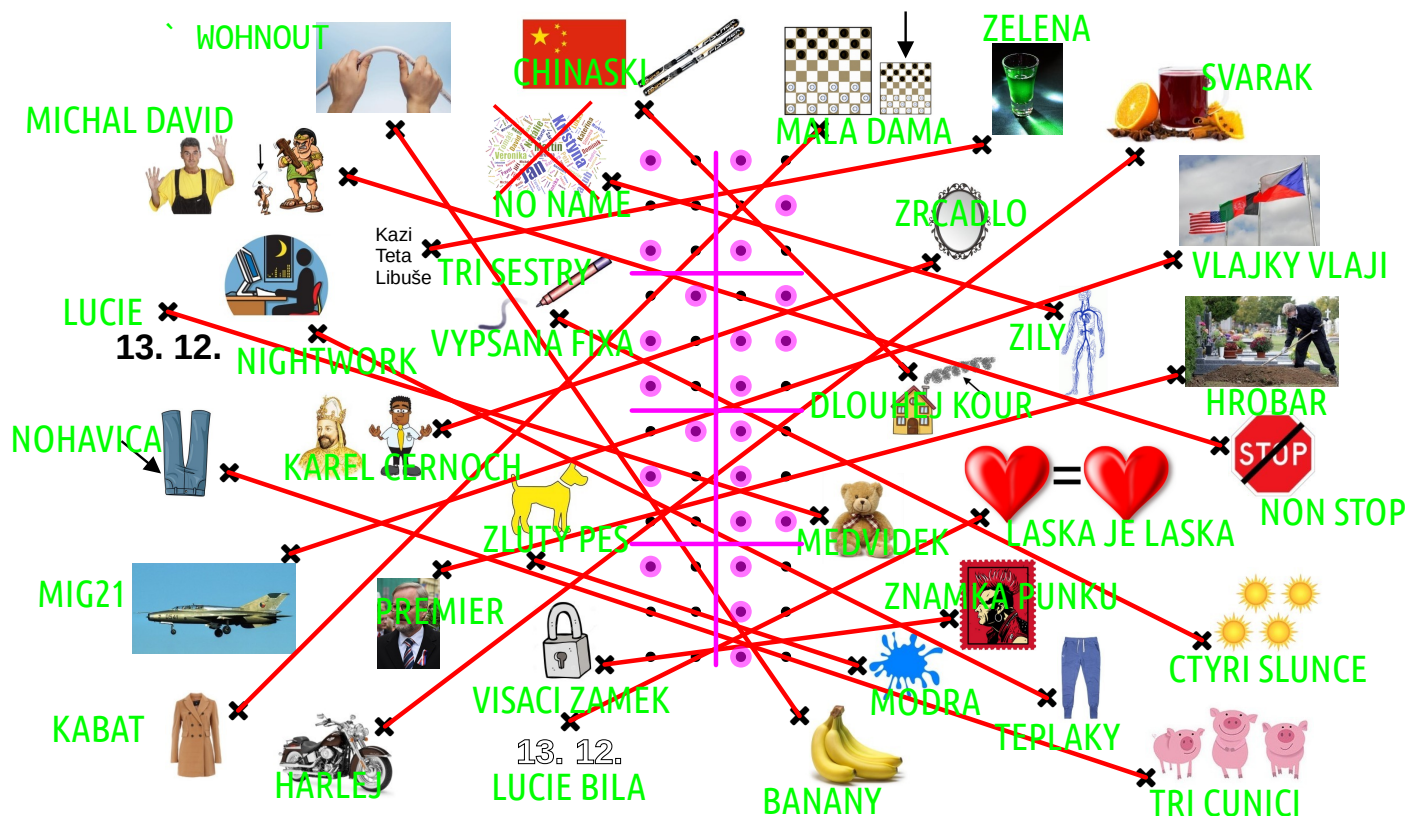 ` WOHNOUT
CHINASKI
MALA DAMA
ZELENA
SVARAK
MICHAL DAVID
NO NAME
ZRCADLO
VLAJKY VLAJI
Kazi
Teta
Libuše
TRI SESTRY
LUCIE
13. 12.
NIGHTWORK
VYPSANA FIXA
ZILY
DLOUHEJ KOUR
HROBAR
NOHAVICA
KAREL CERNOCH
STOP
=
NON STOP
ZLUTY PES
MEDVIDEK
LASKA JE LASKA
MIG21
PREMIER
ZNAMKA PUNKU
CTYRI SLUNCE
VISACI ZAMEK
MODRA
KABAT
TEPLAKY
HARLEJ
13. 12.
LUCIE BILA
BANANY
TRI CUNICI